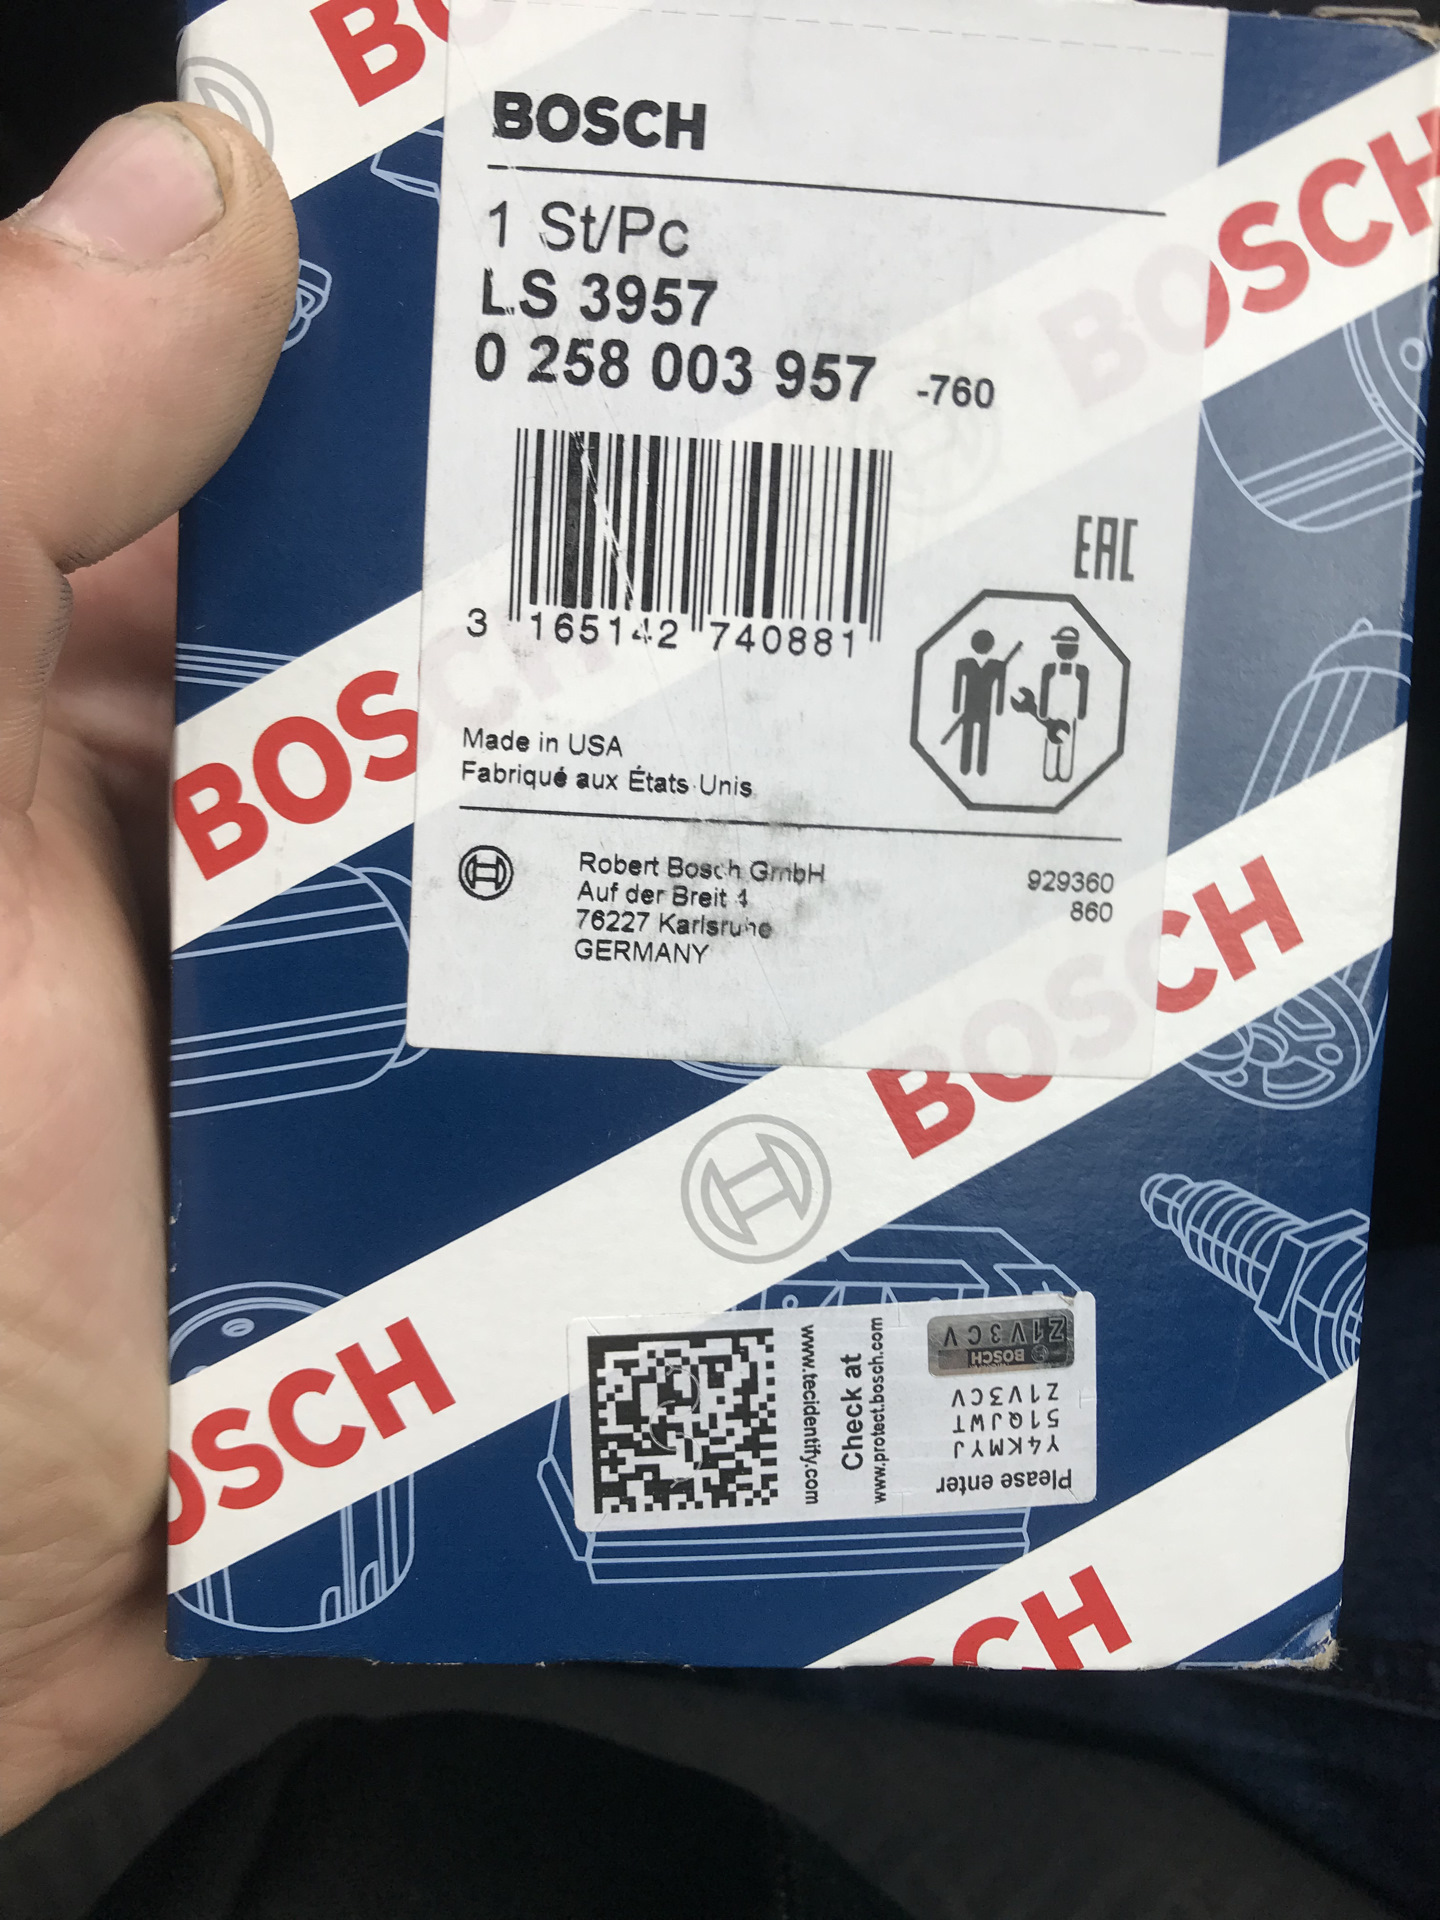 BOSCH
BOSCH
1 St/Pc
LS 3957
0 258 003 957 -760
BOSCH
3 165142 740881
EAC
BOSCH
Made in USA
Fabriqué aux États Unis
Robert Bosch GmbH
Auf der Breit 4
76227 Karlsruhe
GERMANY
929360
860
BOSCH
OSCH
www.tecidentify.com
Check at
www.protect.bosch.com
Please enter
Y4KMYJ
51QJWT
Z1V3CV
BOSCH
Z1V3CV
SCH